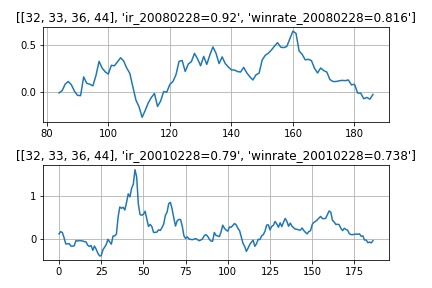 [[32, 33, 36, 44], 'ir_20080228=0.92', 'winrate_20080228=0.816']
0.5
0.0
80 100 120 140 160 180
[[32, 33, 36, 44], 'ir_20010228=0.79', 'winrate_20010228=0.738']
1
0
0 25 50 75 100 125 150 175